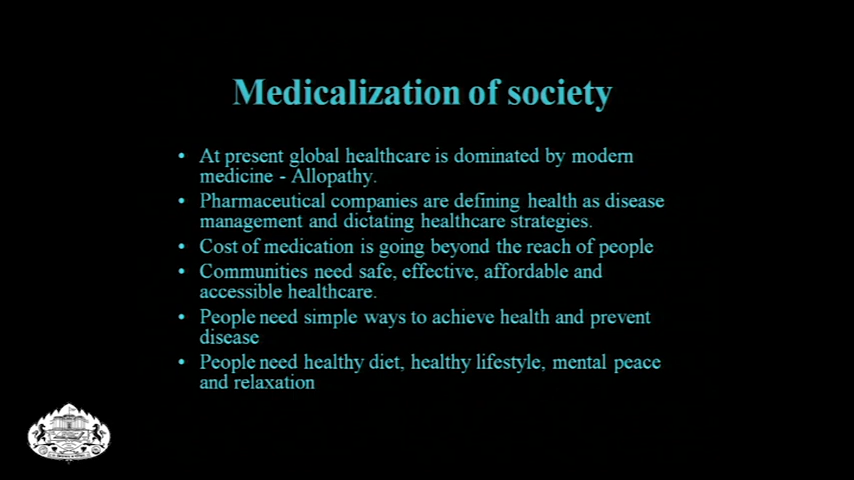 Medicalization of society
• At present global healthcare is dominated by modern
medicine - Allopathy.
• Pharmaceutical companies are defining health as disease
management and dictating healthcare strategies.
• Cost of medication is going beyond the reach of people
• Communities need safe, effective, affordable and
accessible healthcare.
• People need simple ways to achieve health and prevent
disease
• People need healthy diet, healthy lifestyle, mental peace
and relaxation